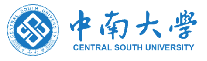 中南大學
CENTRAL SOUTH UNIVERSITY